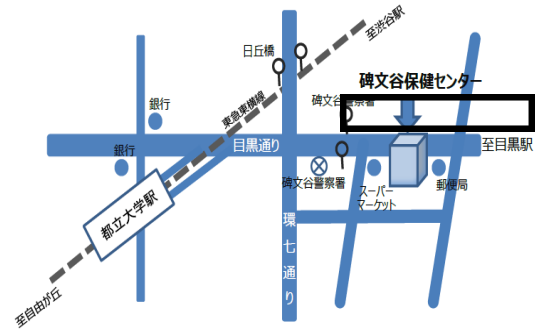 至渋谷駅
日丘橋
碑文谷保健センター
東急東横線
銀行
碑文谷警察署
目黒通り
至目黒駅
銀行
碑文谷警察署
スーパー
マーケット
郵便局
都立大学駅
環七通り
至自由が丘